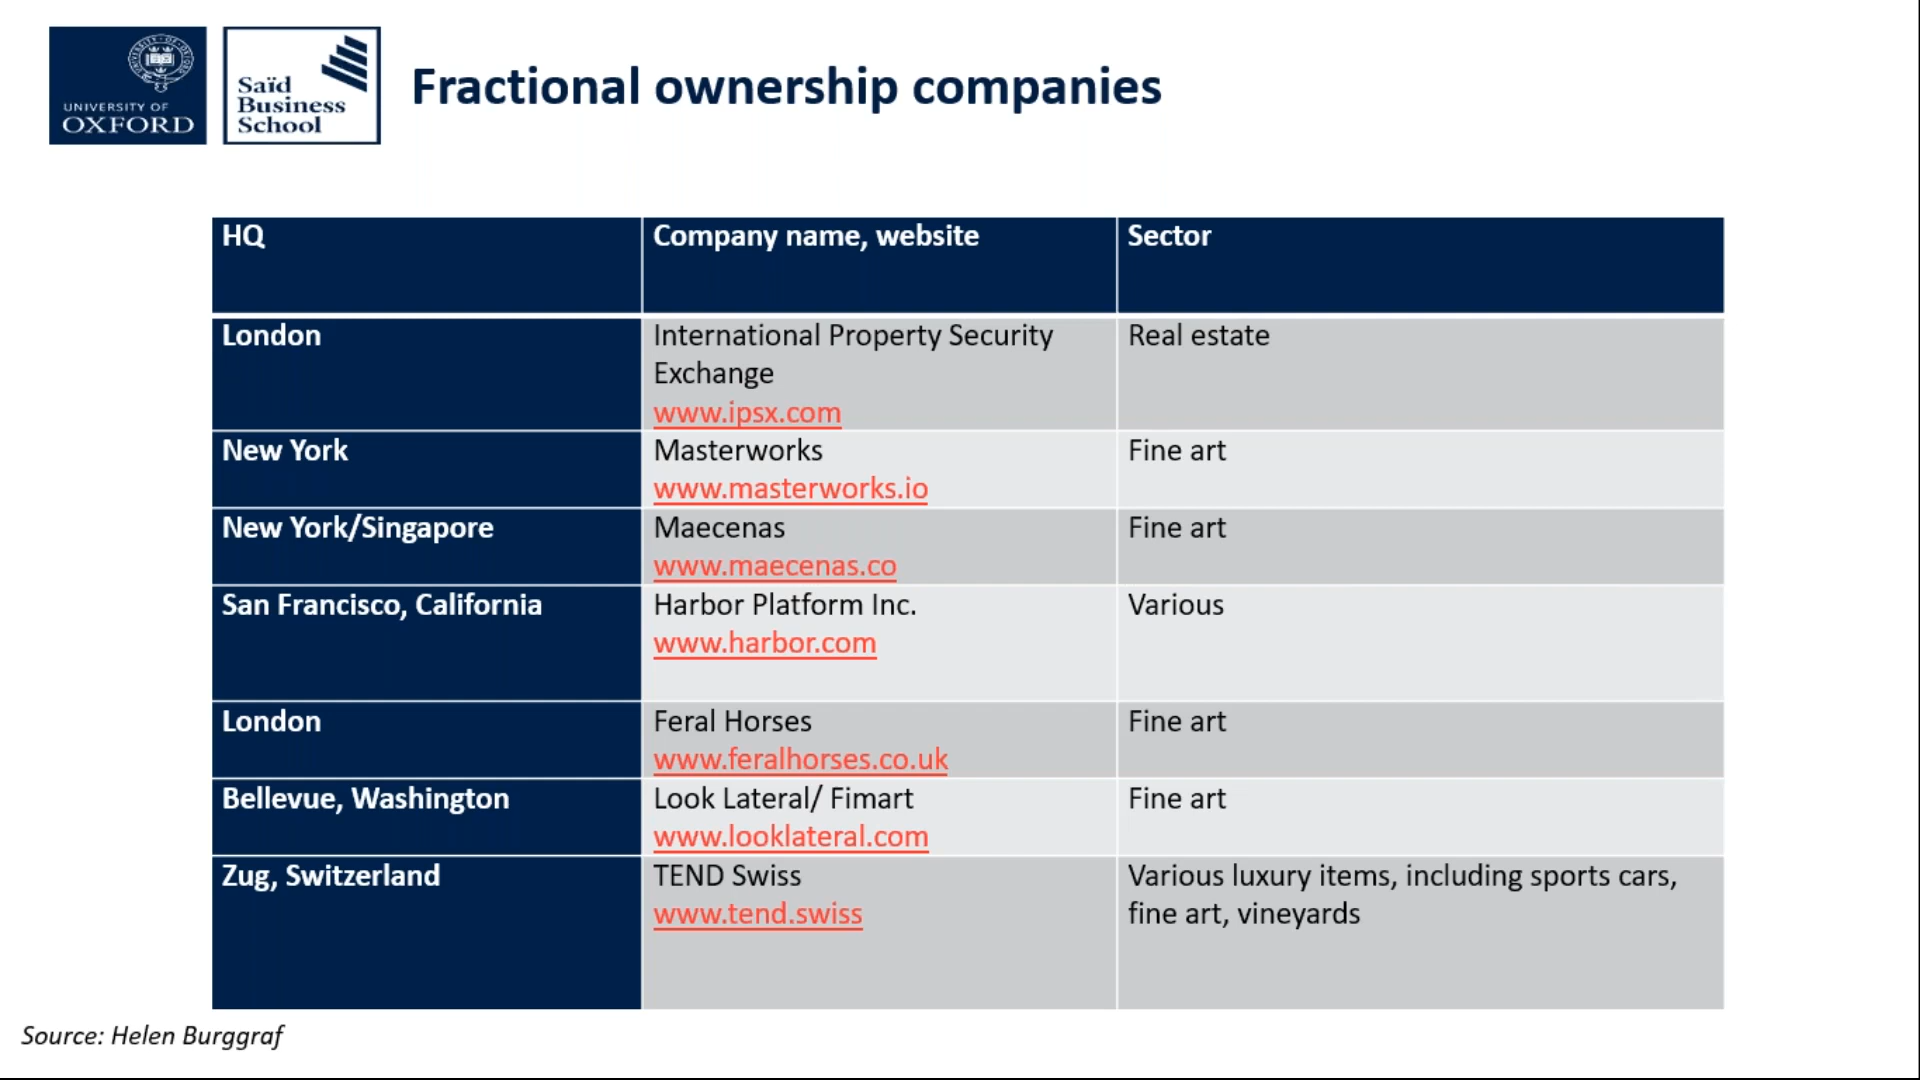 UNIVERSITY OF
OXFORD
Saïd
Business
School
Fractional ownership companies
HQ
Company name, website
Sector
London
International Property Security
Exchange
www.ipsx.com
Real estate
New York
Masterworks
www.masterworks.io
Fine art
New York/Singapore
Maecenas
www.maecenas.co
Fine art
San Francisco, California
Harbor Platform Inc.
www.harbor.com
Various
London
Feral Horses
www.feralhorses.co.uk
Fine art
Bellevue, Washington
Look Lateral/ Fimart
www.looklateral.com
Fine art
Zug, Switzerland
TEND Swiss
www.tend.swiss
Various luxury items, including sports cars,
fine art, vineyards
Source: Helen Burggraf